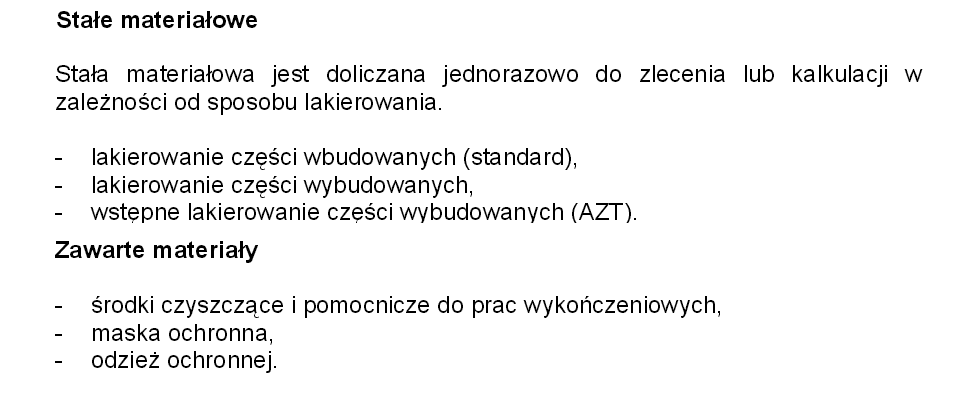 Stałe materiałowe
Stała materiałowa jest doliczana jednorazowo do zlecenia lub kalkulacji w
zależności od sposobu lakierowania.
- lakierowanie części wbudowanych (standard),
- lakierowanie części wybudowanych,
- wstępne lakierowanie części wybudowanych (AZT).
Zawarte materiały
- środki czyszczące i pomocnicze do prac wykończeniowych,
- maska ochronna,
- odzież ochronnej.